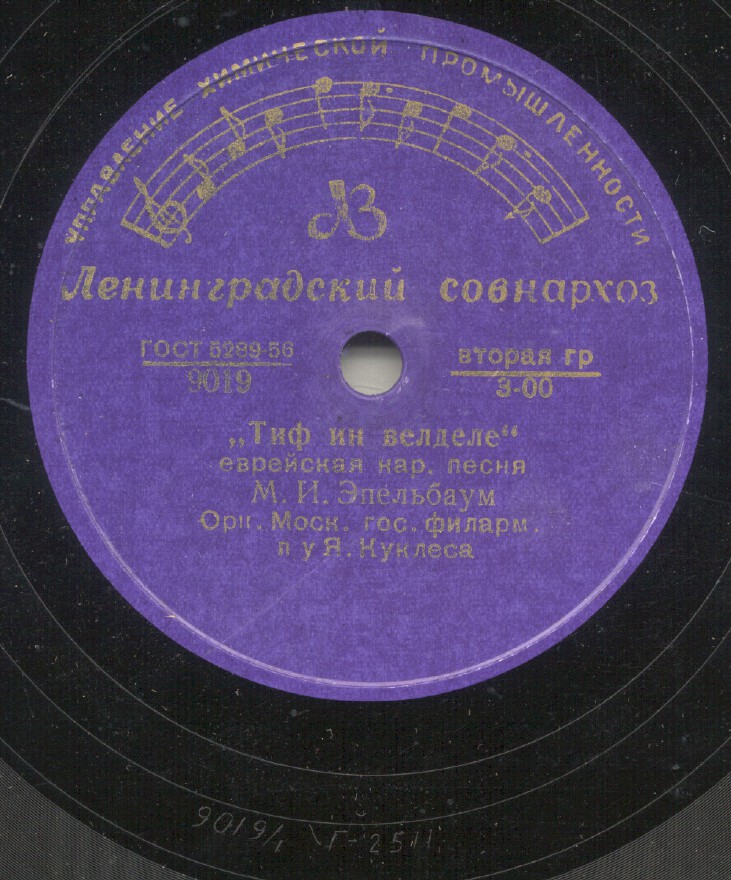 УПРАВЛЕНИЕ ХИМИЧЕСКОЙ ПРОМЫШЛЕННОСТИ
ЛВ
Ленинградский совнархоз
ГОСТ 5289-56
9019
вторая гр
3-00
„Тиф ин велделе“
еврейская нар. песня
М. И. Эпельбаум
Орк. Моск. гос. филарм.
п у Я. Куклеса
9019/1 \Г-2511